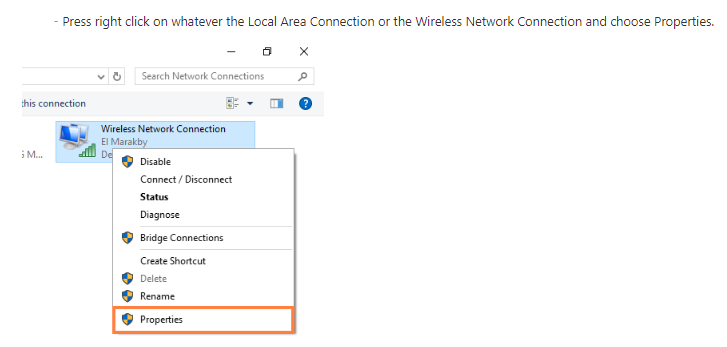 - Press right click on whatever the Local Area Connection or the Wireless Network Connection and choose Properties.
Search Network Connections
this connection
Wireless Network Connection
El Marakby
S M...
De
Disable
Connect / Disconnect
Status
Diagnose
Bridge Connections
Create Shortcut
Delete
Rename
Properties